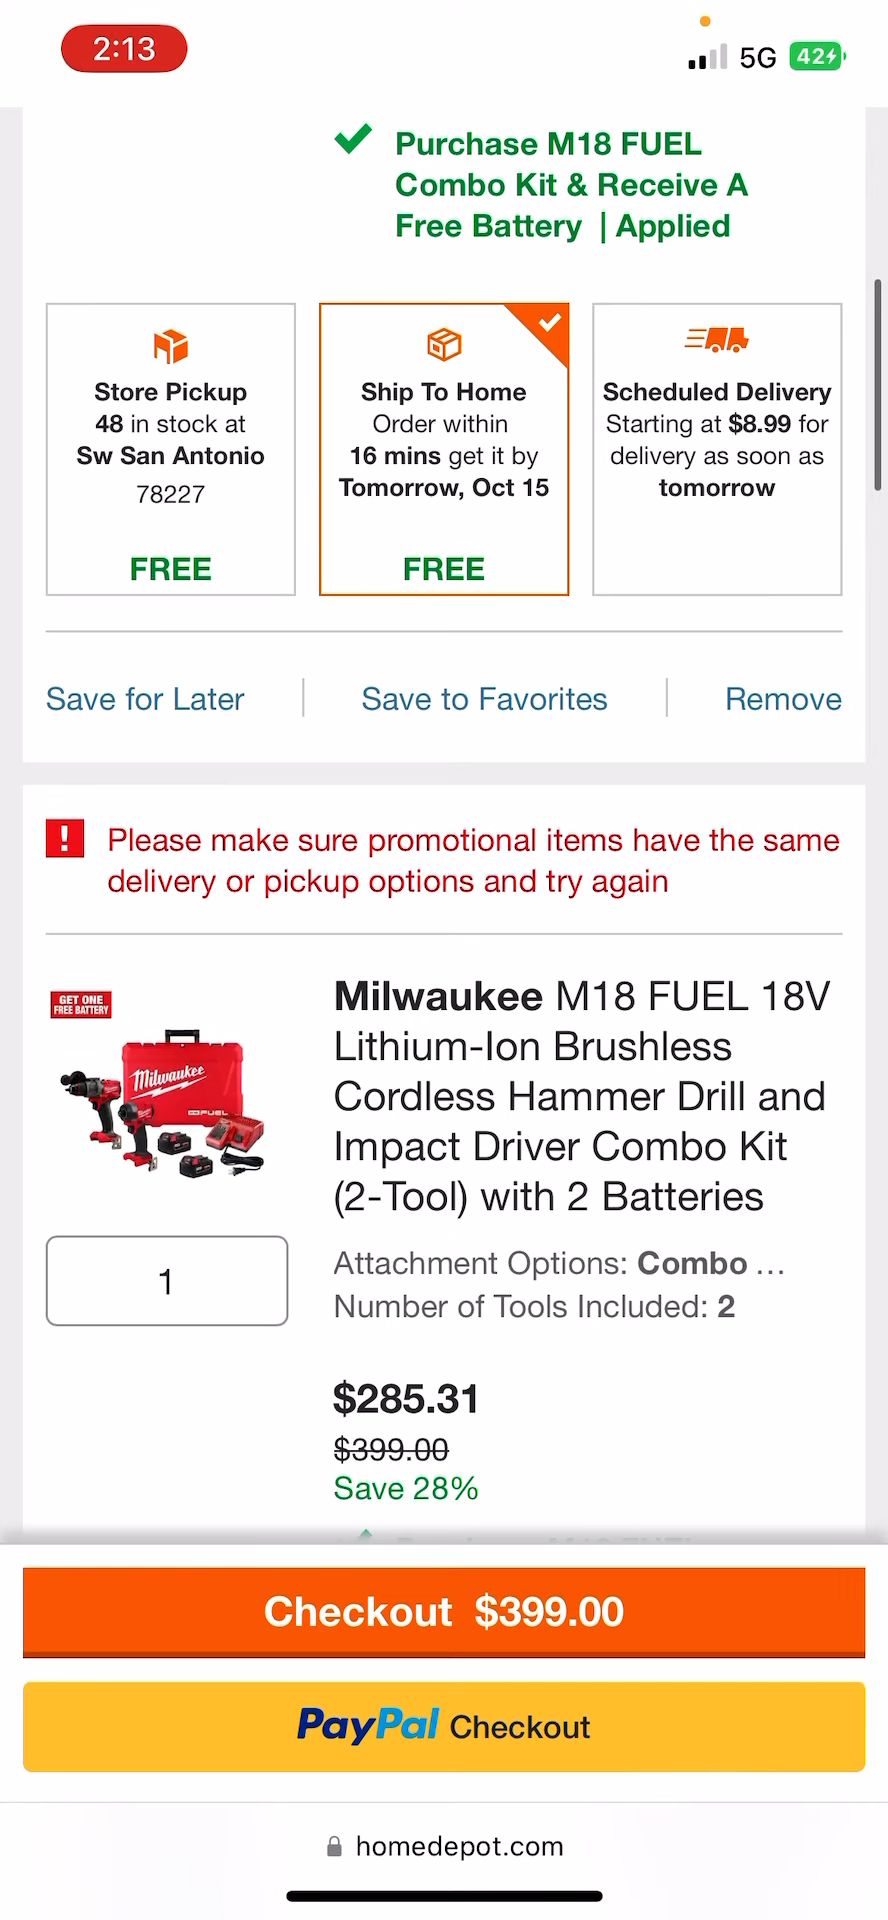 2:13
5G
42
Purchase M18 FUEL
Combo Kit & Receive A
Free Battery | Applied
Store Pickup
48 in stock at
Sw San Antonio
78227
FREE
Ship To Home
Order within
16 mins get it by
Tomorrow, Oct 15
FREE
Scheduled Delivery
Starting at $8.99 for
delivery as soon as
tomorrow
Save for Later
Save to Favorites
Remove
! Please make sure promotional items have the same
delivery or pickup options and try again
GET ONE
FREE BATTERY
Milwaukee
FUEL
Milwaukee M18 FUEL 18V
Lithium-Ion Brushless
Cordless Hammer Drill and
Impact Driver Combo Kit
(2-Tool) with 2 Batteries
1
Attachment Options: Combo ...
Number of Tools Included: 2
$285.31
$399.00
Save 28%
Checkout $399.00
PayPal Checkout
homedepot.com